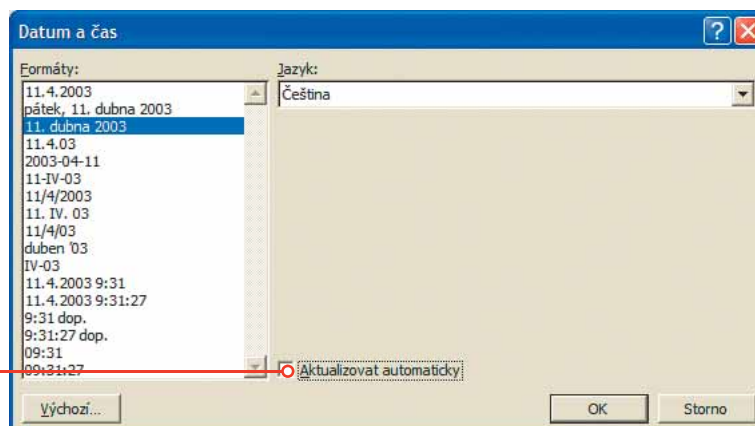 Datum a čas
Formáty:
Jazyk:
11.4.2003
pátek, 11. dubna 2003
11. dubna 2003
11.4.03
2003-04-11
11-IV-03
11/4/2003
11. IV. 03
11/4/03
duben '03
IV-03
11.4.2003 9:31
11.4.2003 9:31:27
9:31 dop.
9:31:27 dop.
09:31
09:31:27
Čeština
Aktualizovat automaticky
Výchozí...
OK
Storno